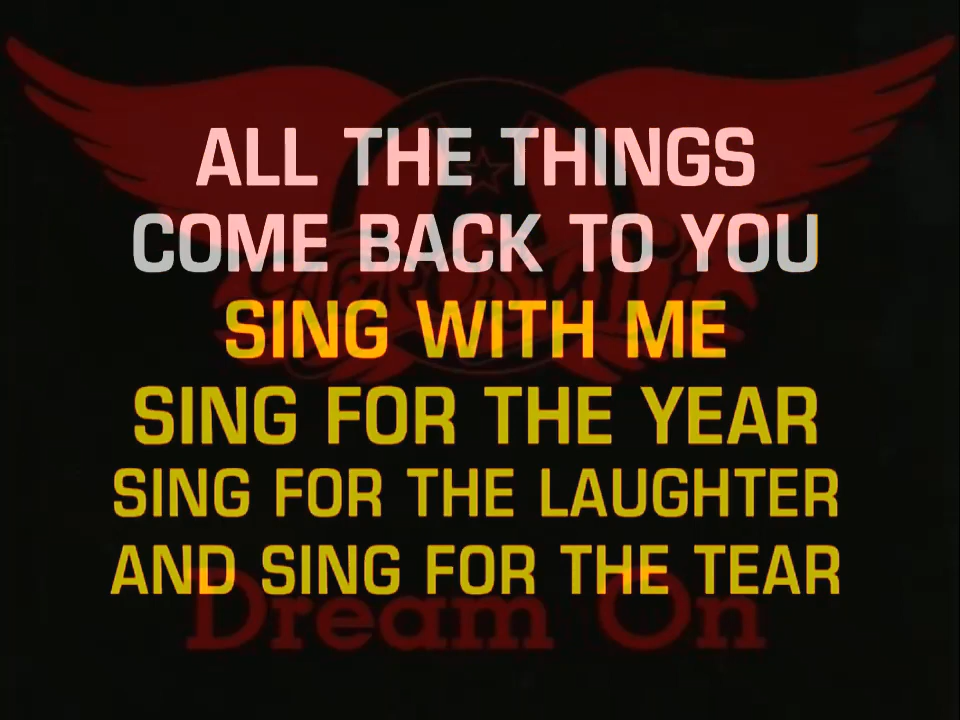 ALL THE THINGS
COME BACK TO YOU
SING WITH ME
SING FOR THE YEAR
SING FOR THE LAUGHTER
AND SING FOR THE TEAR
Dream On